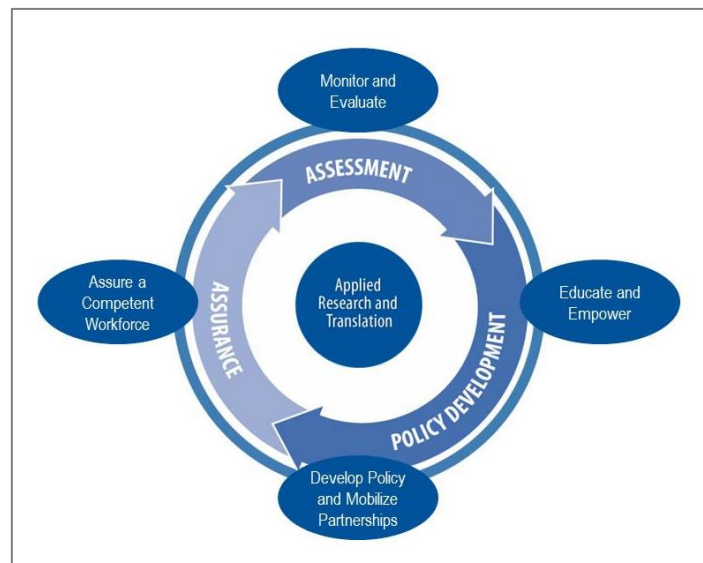 Monitor and
Evaluate
ASSESSMENT
Assure a
Competent
Workforce
ASSURANCE
Applied
Research and
Translation
Educate and
Empower
POLICY DEVELOPMENT
Develop Policy
and Mobilize
Partnerships